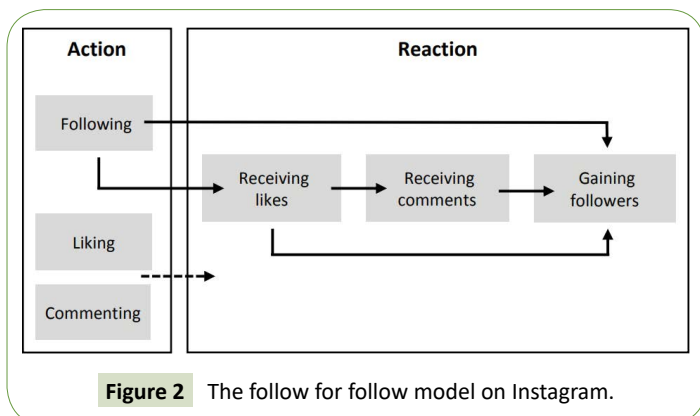 Action
Reaction
Following
Receiving
likes
Receiving
comments
Gaining
followers
Liking
Commenting
Figure 2 The follow for follow model on Instagram.